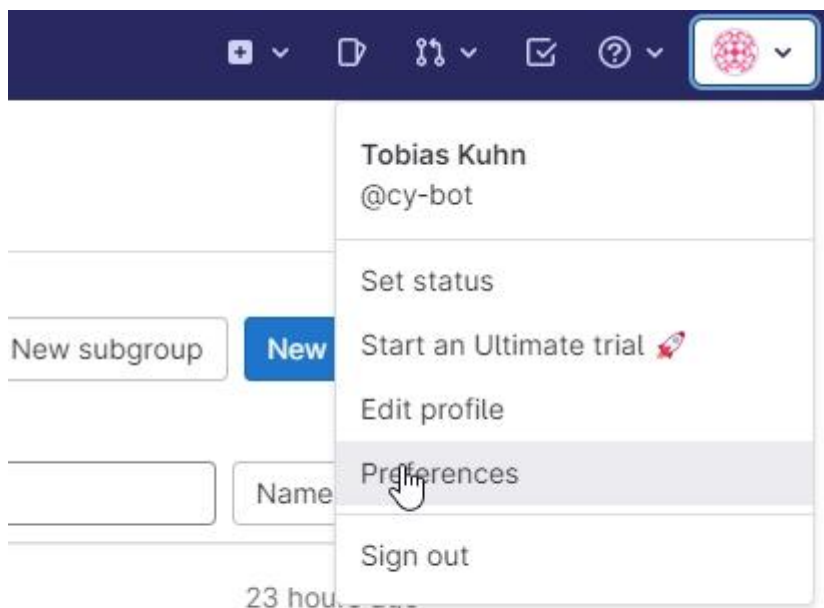 Tobias Kuhn
@cy-bot
Set status
Start an Ultimate trial 🚀
New subgroup
New
Edit profile
Preferences
Name
Sign out
23 hou